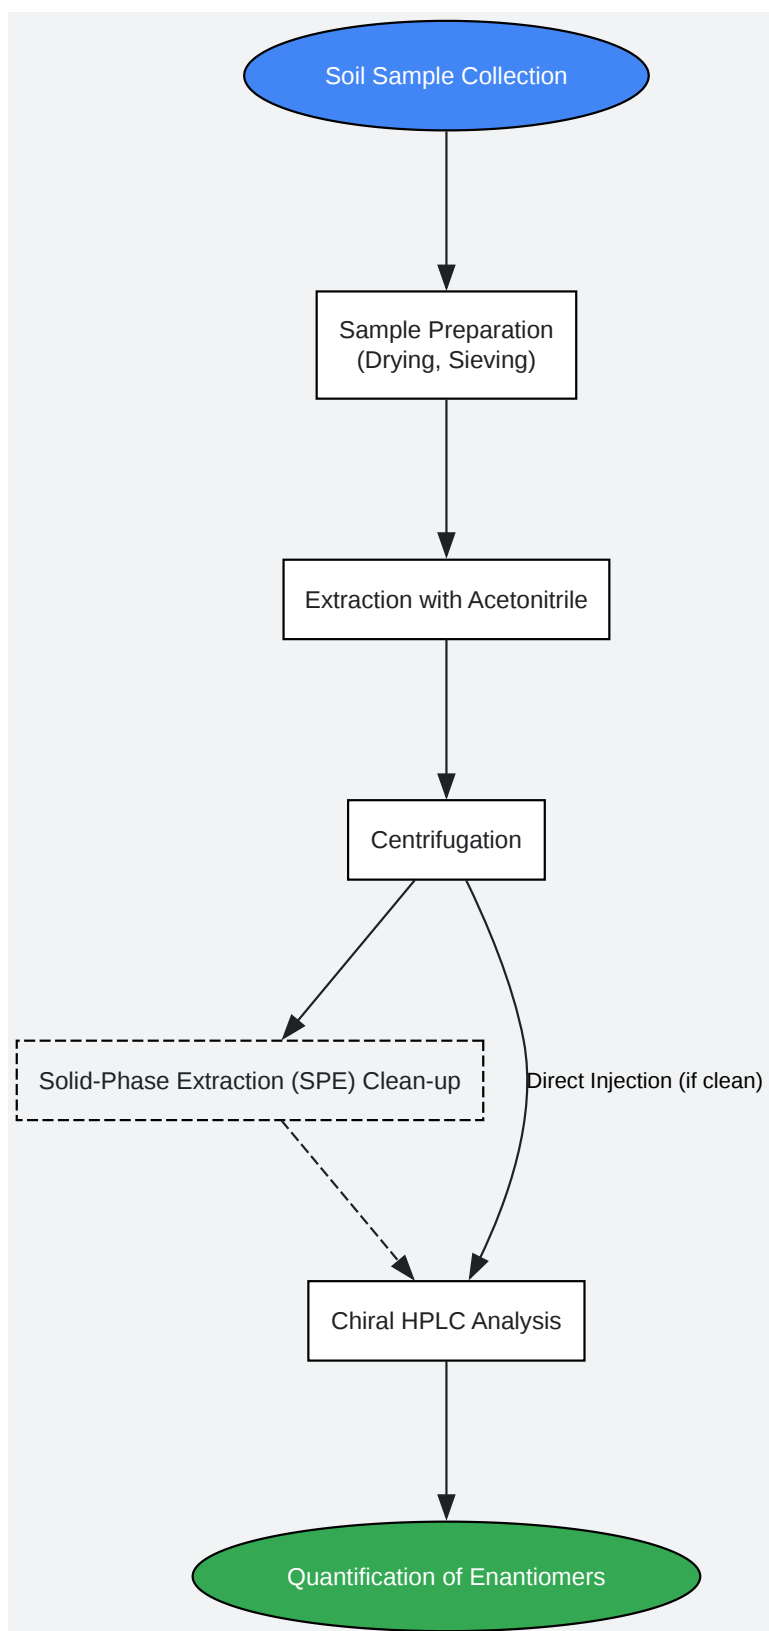 Soil Sample Collection
Sample Preparation
(Drying, Sieving)
Extraction with Acetonitrile
Centrifugation
Solid-Phase Extraction (SPE) Clean-up
Direct Injection (if clean)
Chiral HPLC Analysis
Quantification of Enantiomers